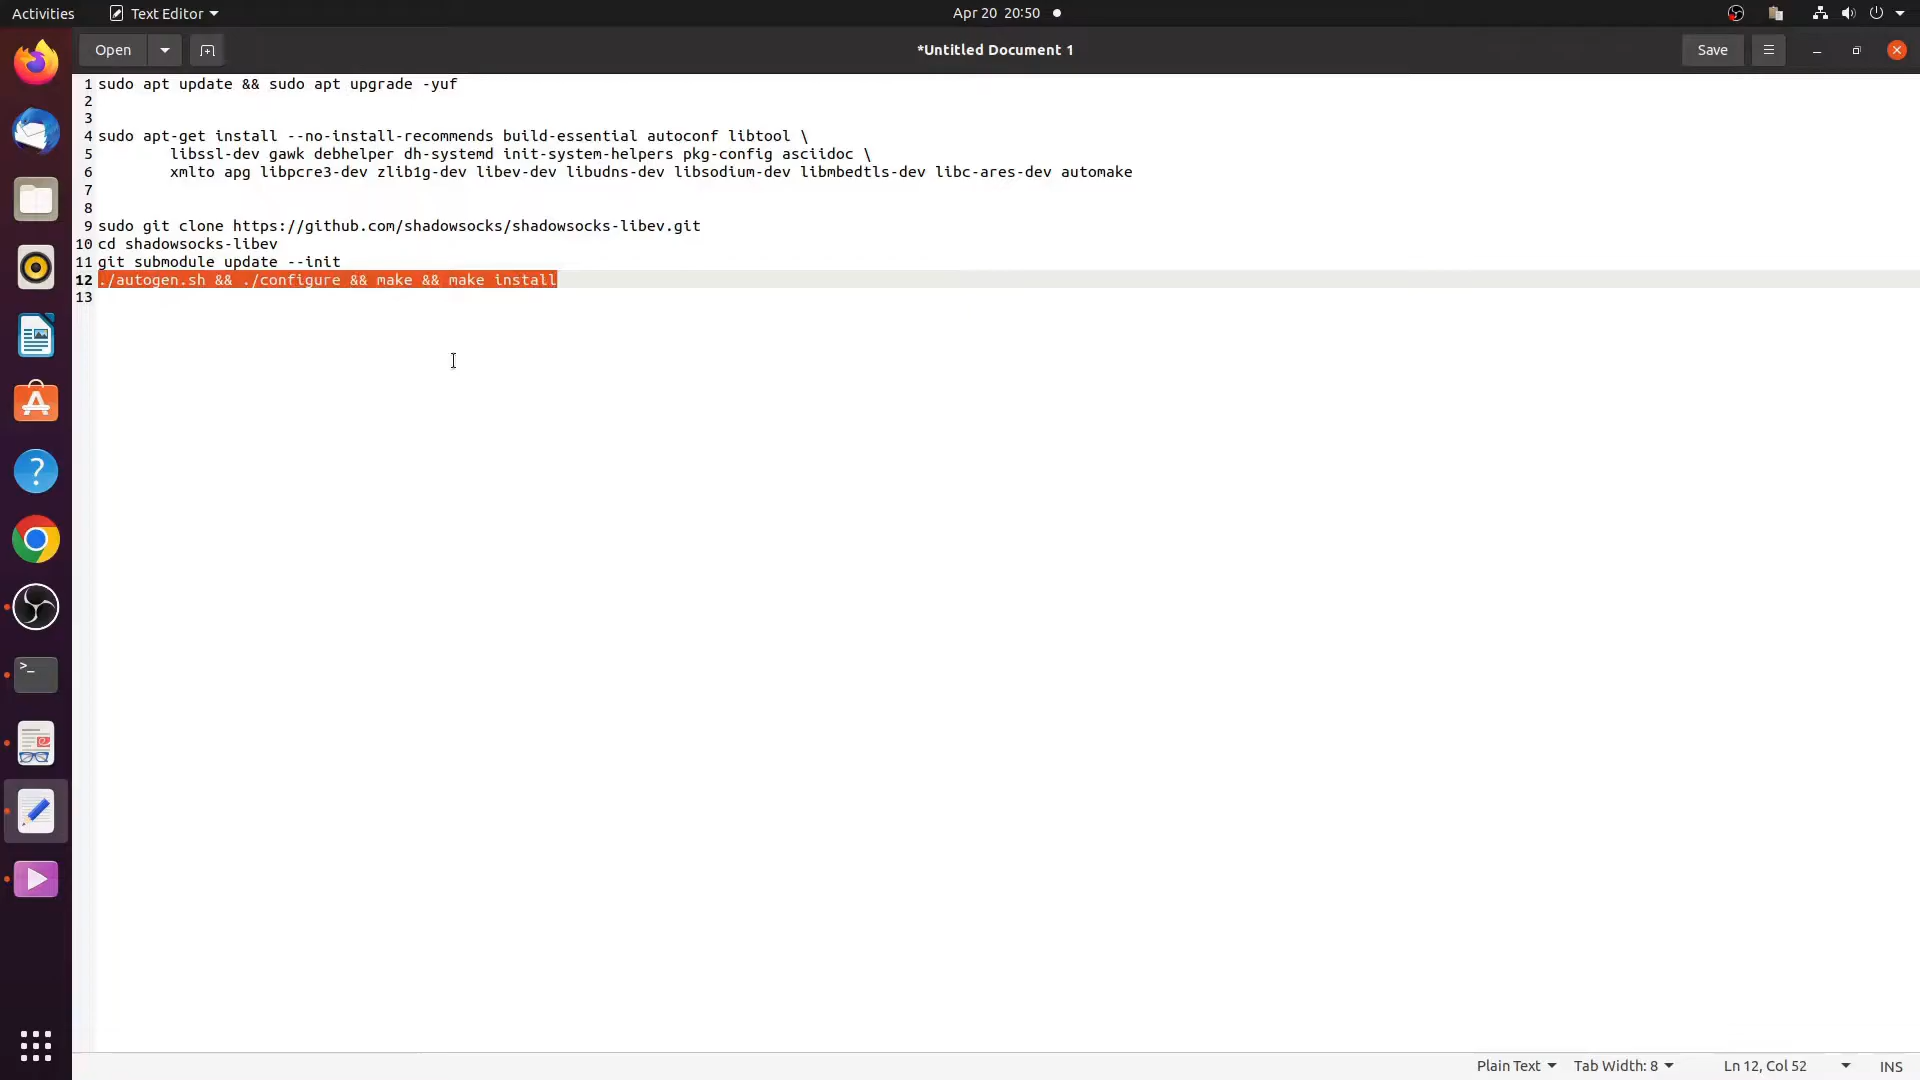 Activities Text Editor Apr 20 20:50
Open *Untitled Document 1 Save
1 sudo apt update && sudo apt upgrade -yuf
2
3
4 sudo apt-get install --no-install-recommends build-essential autoconf libtool \
5 libssl-dev gawk debhelper dh-systemd init-system-helpers pkg-config asciidoc \
6 xmlto apg libpcre3-dev zlib1g-dev libev-dev libudns-dev libsodium-dev libmbedtls-dev libc-ares-dev automake
7
8
9 sudo git clone https://github.com/shadowsocks/shadowsocks-libev.git
10 cd shadowsocks-libev
11 git submodule update --init
12 ./autogen.sh && ./configure && make && make install
13
Plain Text Tab Width: 8 Ln 12, Col 52 INS